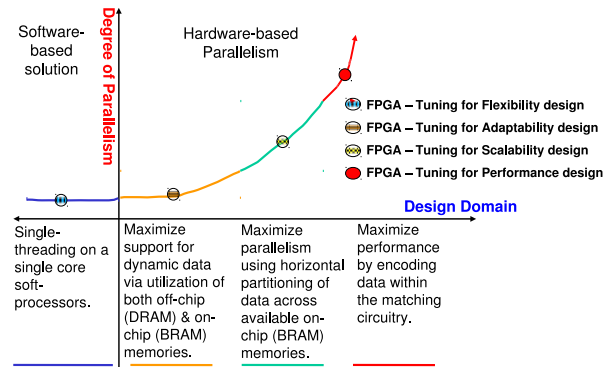 Software-
based
solution
Degree of Parallelism
Hardware-based
Parallelism
FPGA – Tuning for Flexibility design
FPGA – Tuning for Adaptability design
FPGA – Tuning for Scalability design
FPGA – Tuning for Performance design
Design Domain
Single-
threading on a
single core
soft-
processors.
Maximize
support for
dynamic data
via utilization of
both off-chip
(DRAM) & on-
chip (BRAM)
memories.
Maximize
parallelism
using horizontal
partitioning of
data across
available on-
chip (BRAM)
memories.
Maximize
performance
by encoding
data within
the matching
circuitry.